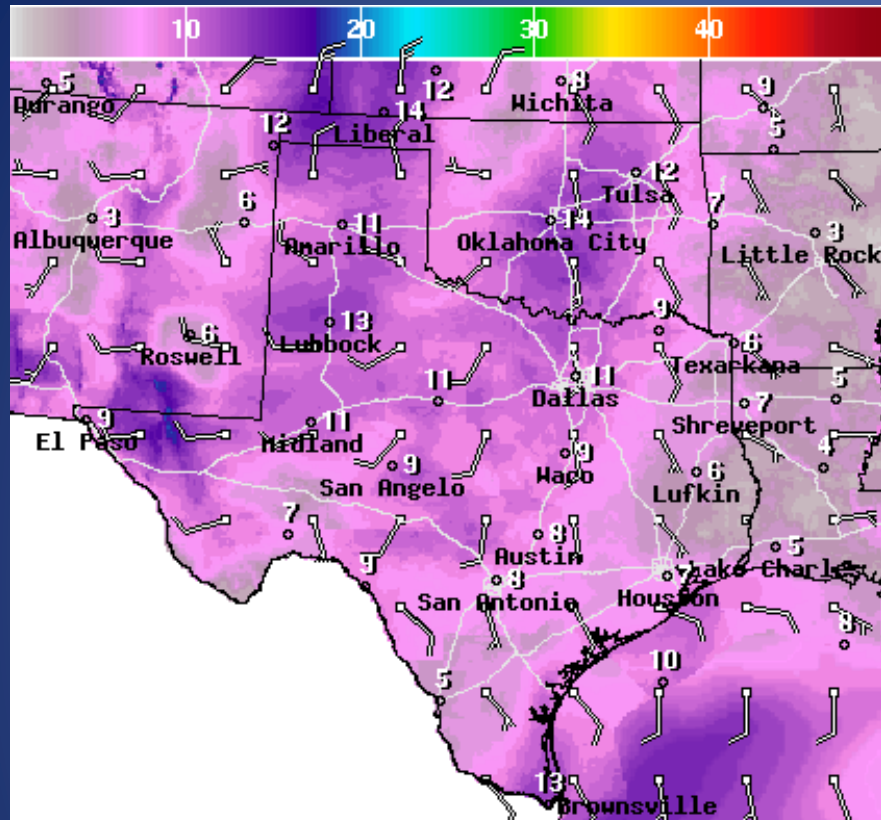 10 20 30 40
5 12 8 9
Durango Wichita
14
12 Liberal 5
12
Tulsa
6 7
3 11 14 3
Albuquerque Amarillo Oklahoma City Little Rock
13 9
6 6
Roswell Lubbock Texarkana
11
11 Dallas 5
9 11 7
El Paso Midland Shreveport
9 9 4
San Angelo Waco 6
Lufkin
7 8
Austin 5
9 8 7 Lake Charles
San Antonio Houston
8
10
5
13
Brownsville